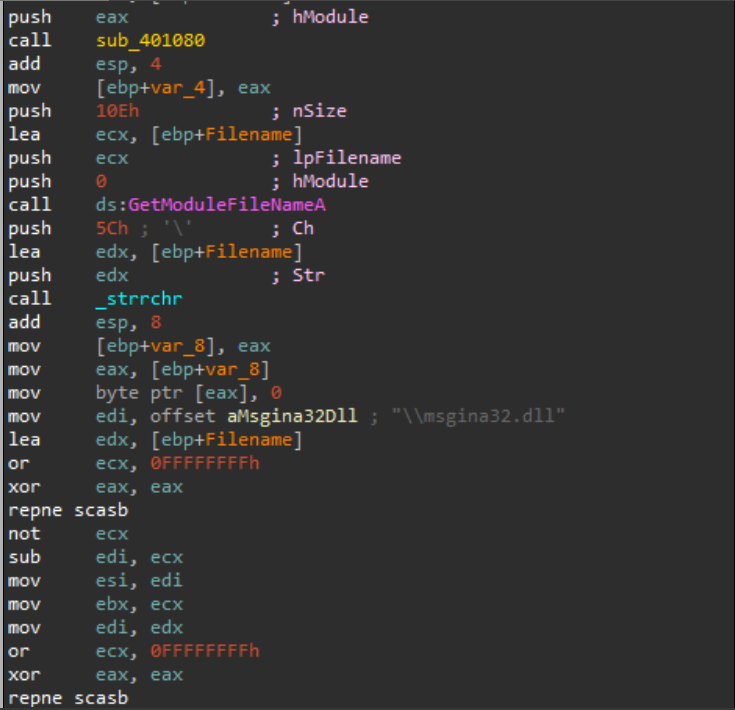 push eax ; hModule
call sub_401080
add esp, 4
mov [ebp+var_4], eax
push 10Eh ; nSize
lea ecx, [ebp+Filename]
push ecx ; lpFilename
push 0 ; hModule
call ds:GetModuleFileNameA
push 5Ch ; '\' ; Ch
lea edx, [ebp+Filename]
push edx ; Str
call _strrchr
add esp, 8
mov [ebp+var_8], eax
mov eax, [ebp+var_8]
mov byte ptr [eax], 0
mov edi, offset aMsgina32Dll ; "\\msgina32.dll"
lea edx, [ebp+Filename]
or ecx, 0FFFFFFFFh
xor eax, eax
repne scasb
not ecx
sub edi, ecx
mov esi, edi
mov ebx, ecx
mov edi, edx
or ecx, 0FFFFFFFFh
xor eax, eax
repne scasb